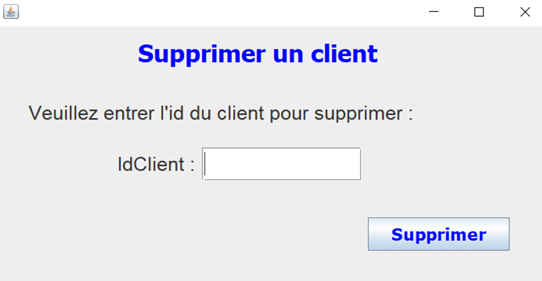 Supprimer un client
Veuillez entrer l'id du client pour supprimer :
IdClient :
Supprimer